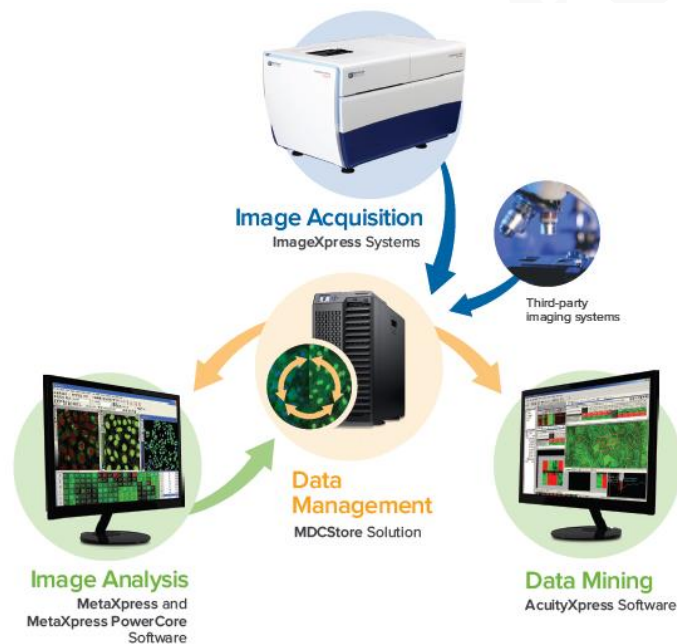 Image Acquisition
ImageXpress Systems
Third-party
imaging systems
Data
Management
MDCStore Solution
Image Analysis
MetaXpress and
MetaXpress PowerCore
Software
Data Mining
AcuityXpress Software